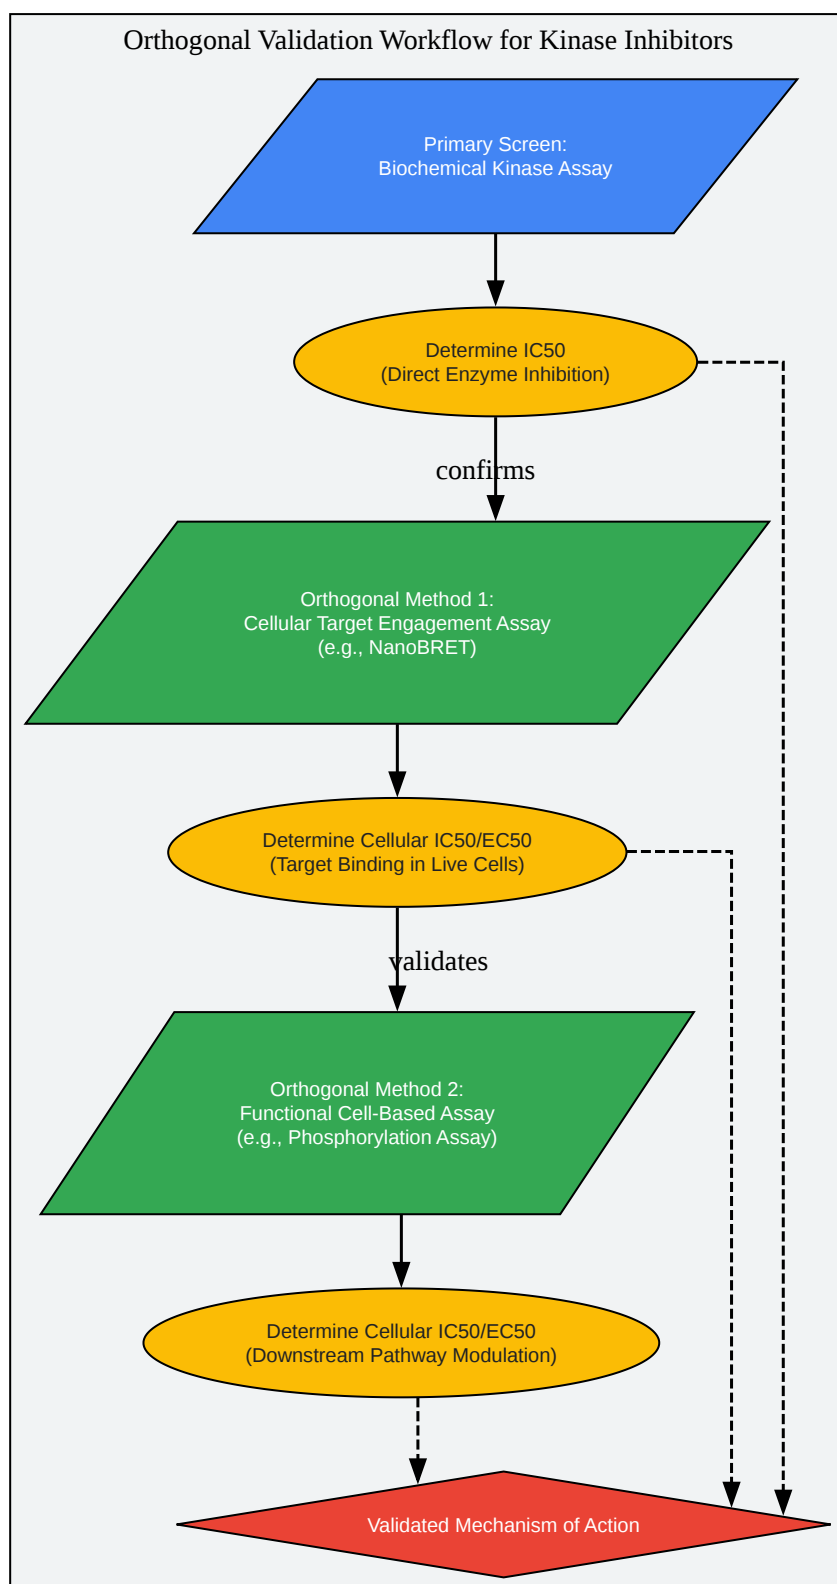 Orthogonal Validation Workflow for Kinase Inhibitors
Primary Screen:
Biochemical Kinase Assay
Determine IC50
(Direct Enzyme Inhibition)
confirms
Orthogonal Method 1:
Cellular Target Engagement Assay
(e.g., NanoBRET)
Determine Cellular IC50/EC50
(Target Binding in Live Cells)
validates
Orthogonal Method 2:
Functional Cell-Based Assay
(e.g., Phosphorylation Assay)
Determine Cellular IC50/EC50
(Downstream Pathway Modulation)
Validated Mechanism of Action